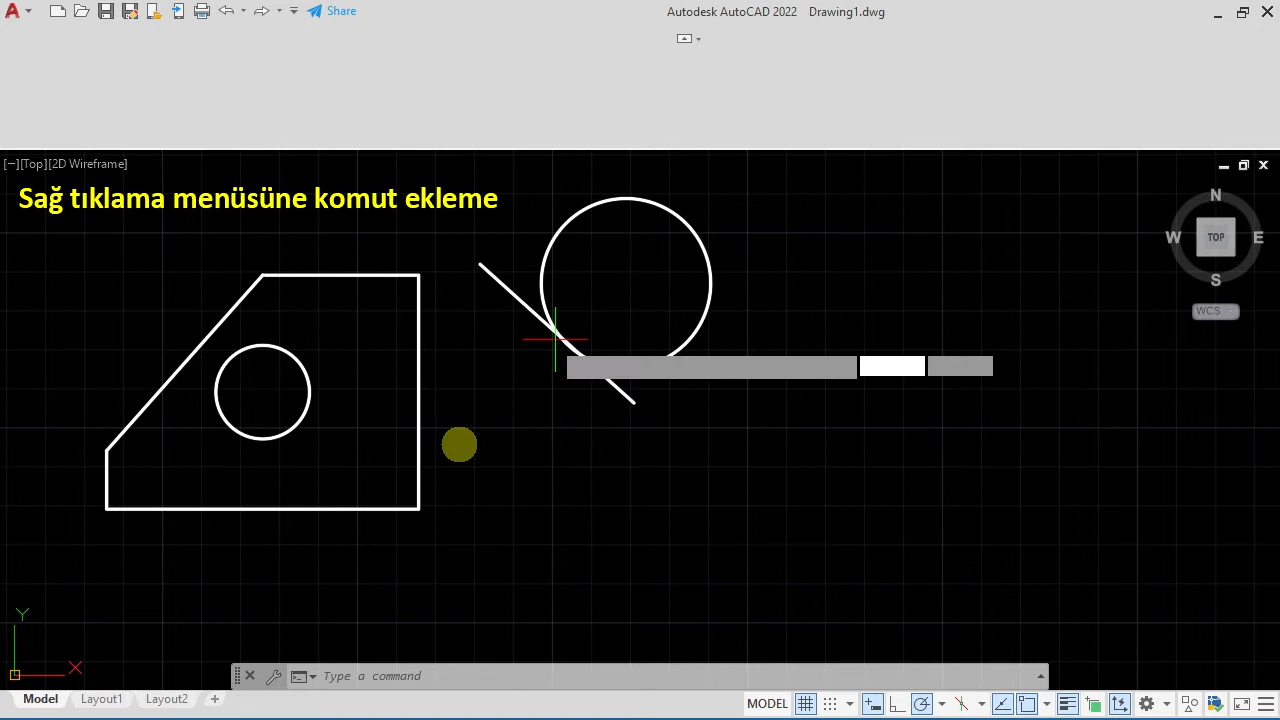 Share
Autodesk AutoCAD 2022 Drawing1.dwg
[−][Top][2D Wireframe]
Sağ tıklama menüsüne komut ekleme
N
W
TOP
E
S
WCS
Y
X
Type a command
Model
Layout1
Layout2
MODEL